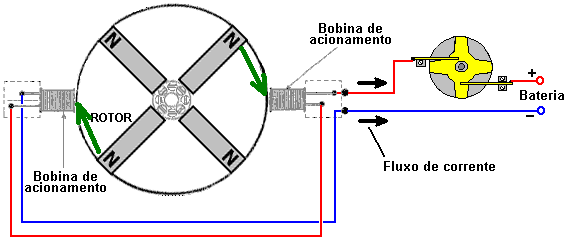 Bobina de
acionamento
N
N
+
Bateria
−
ROTOR
N
N
Bobina de
acionamento
Fluxo de corrente